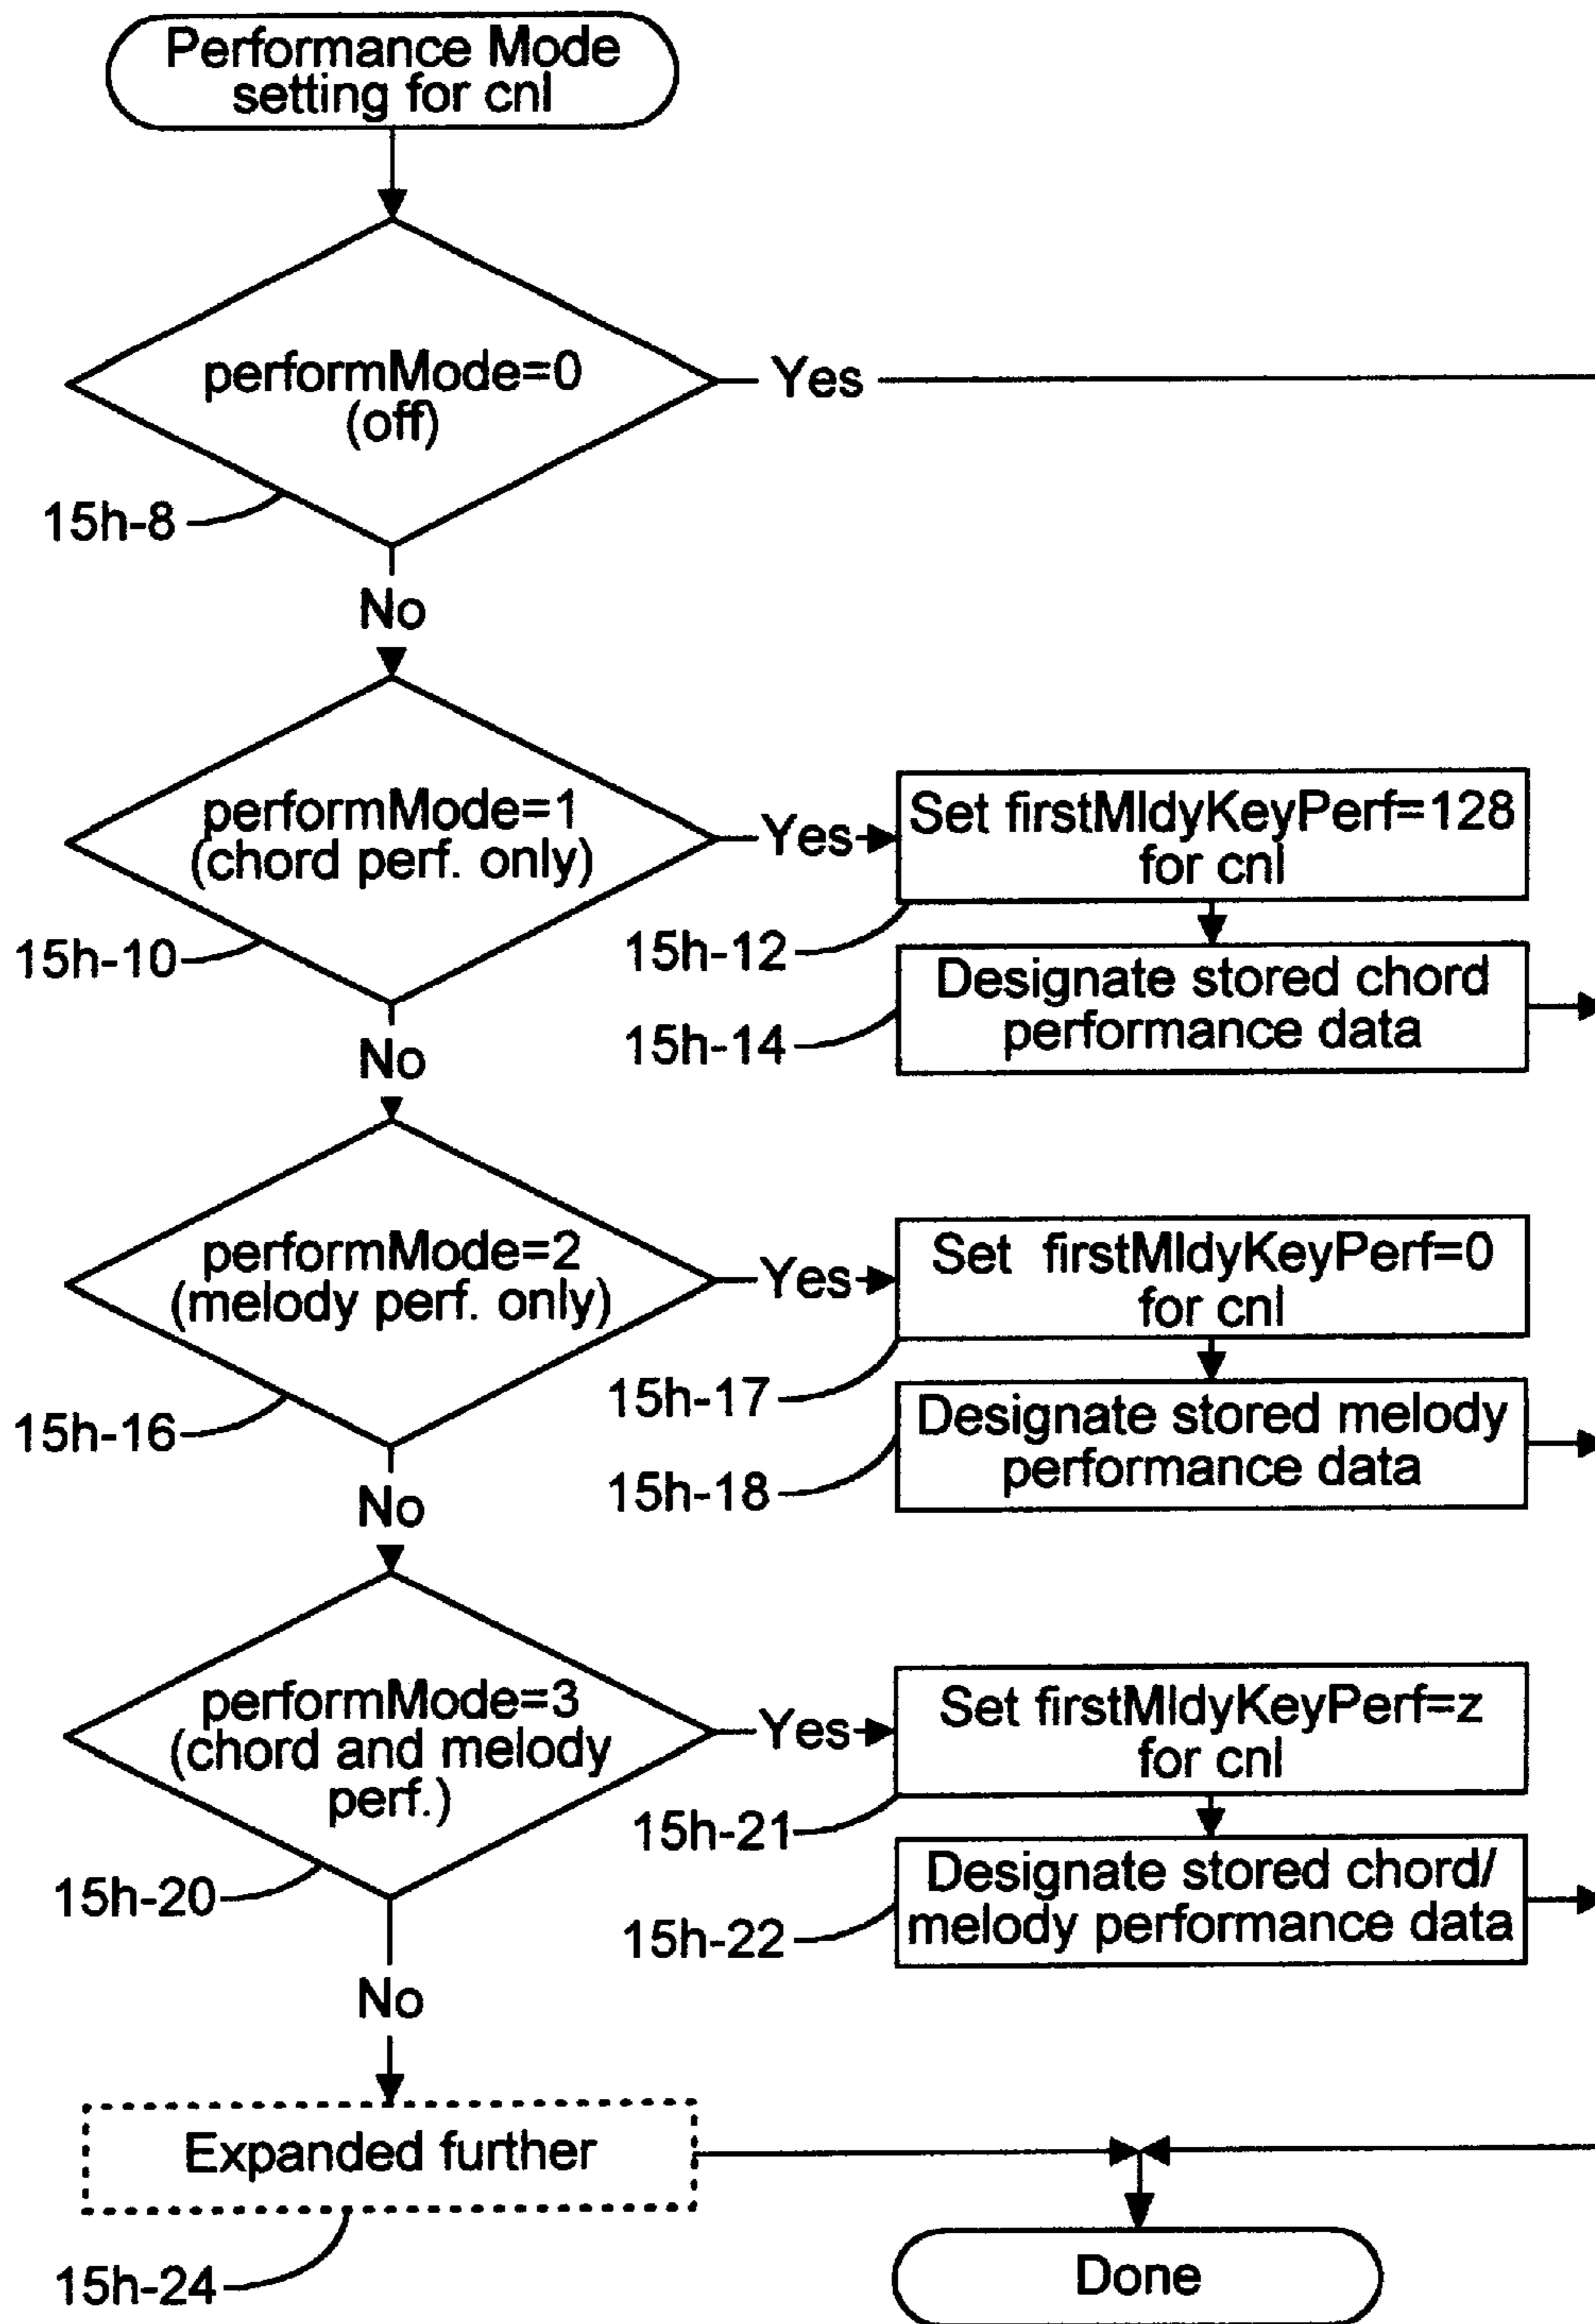 Performance Mode
setting for cnl
performMode=0
(off)
Yes
15h-8
No
performMode=1
(chord perf. only)
Yes
Set firstMldyKeyPerf=128
for cnl
15h-10
15h-12
Designate stored chord
performance data
15h-14
No
performMode=2
(melody perf. only)
Yes
Set firstMldyKeyPerf=0
for cnl
15h-16
15h-17
Designate stored melody
performance data
15h-18
No
performMode=3
(chord and melody
perf.)
Yes
Set firstMldyKeyPerf=z
for cnl
15h-20
15h-21
Designate stored chord/
melody performance data
15h-22
No
Expanded further
15h-24
Done